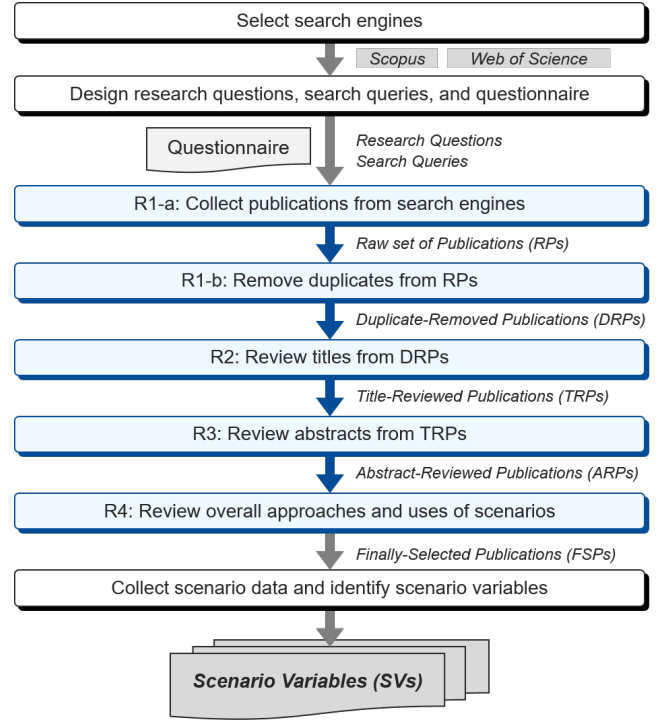 Select search engines
Scopus
Web of Science
Design research questions, search queries, and questionnaire
Questionnaire
Research Questions
Search Queries
R1-a: Collect publications from search engines
Raw set of Publications (RPs)
R1-b: Remove duplicates from RPs
Duplicate-Removed Publications (DRPs)
R2: Review titles from DRPs
Title-Reviewed Publications (TRPs)
R3: Review abstracts from TRPs
Abstract-Reviewed Publications (ARPs)
R4: Review overall approaches and uses of scenarios
Finally-Selected Publications (FSPs)
Collect scenario data and identify scenario variables
Scenario Variables (SVs)